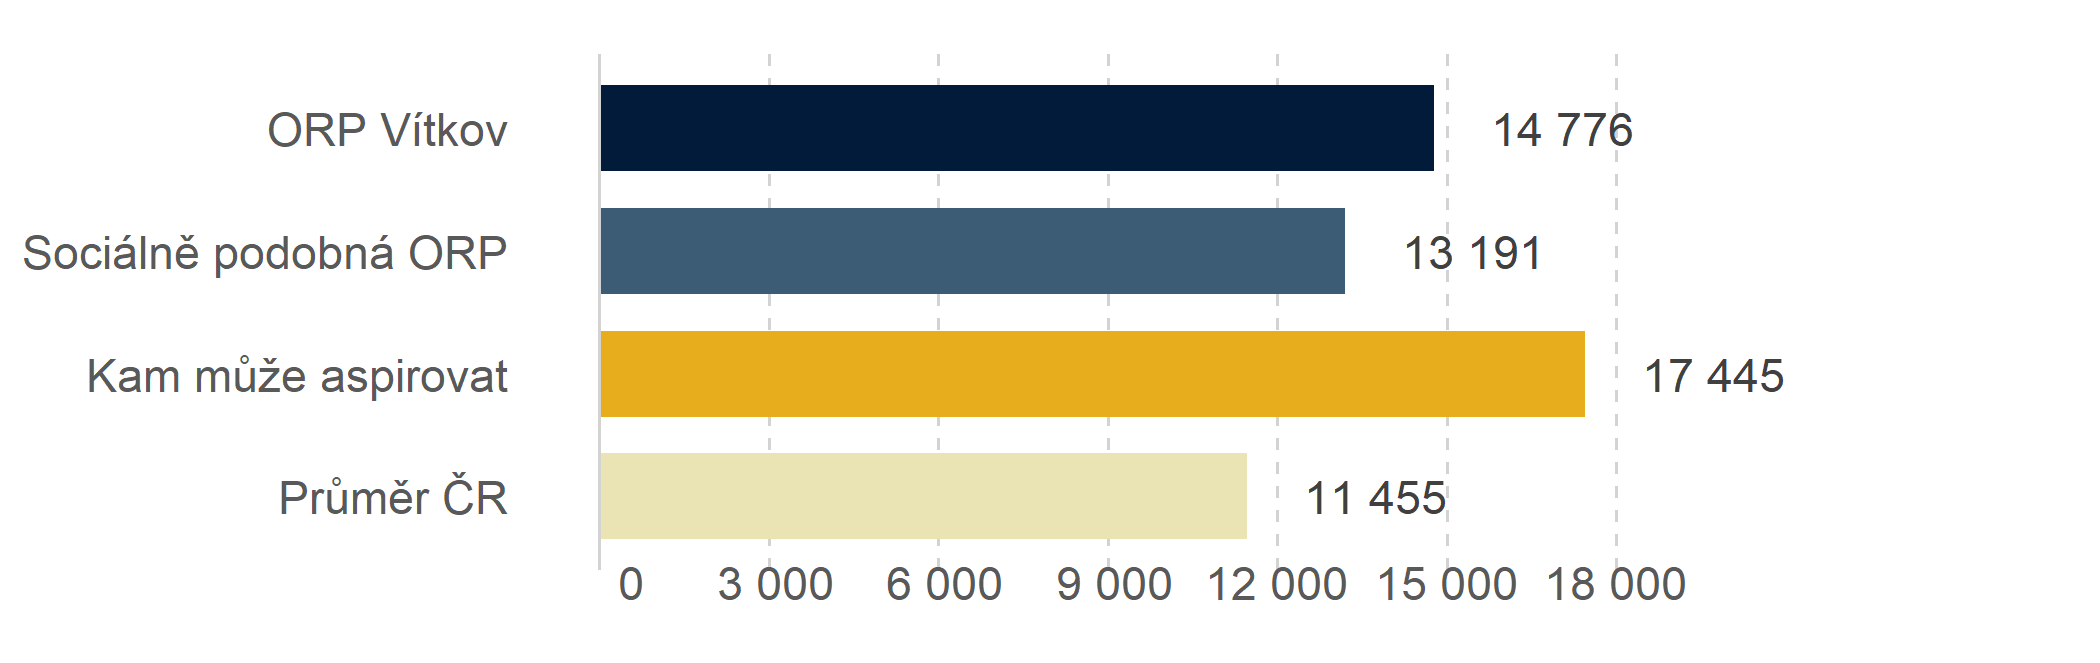 ORP Vítkov 14 776
Sociálně podobná ORP 13 191
Kam může aspirovat 17 445
Průměr ČR 11 455
0 3 000 6 000 9 000 12 000 15 000 18 000